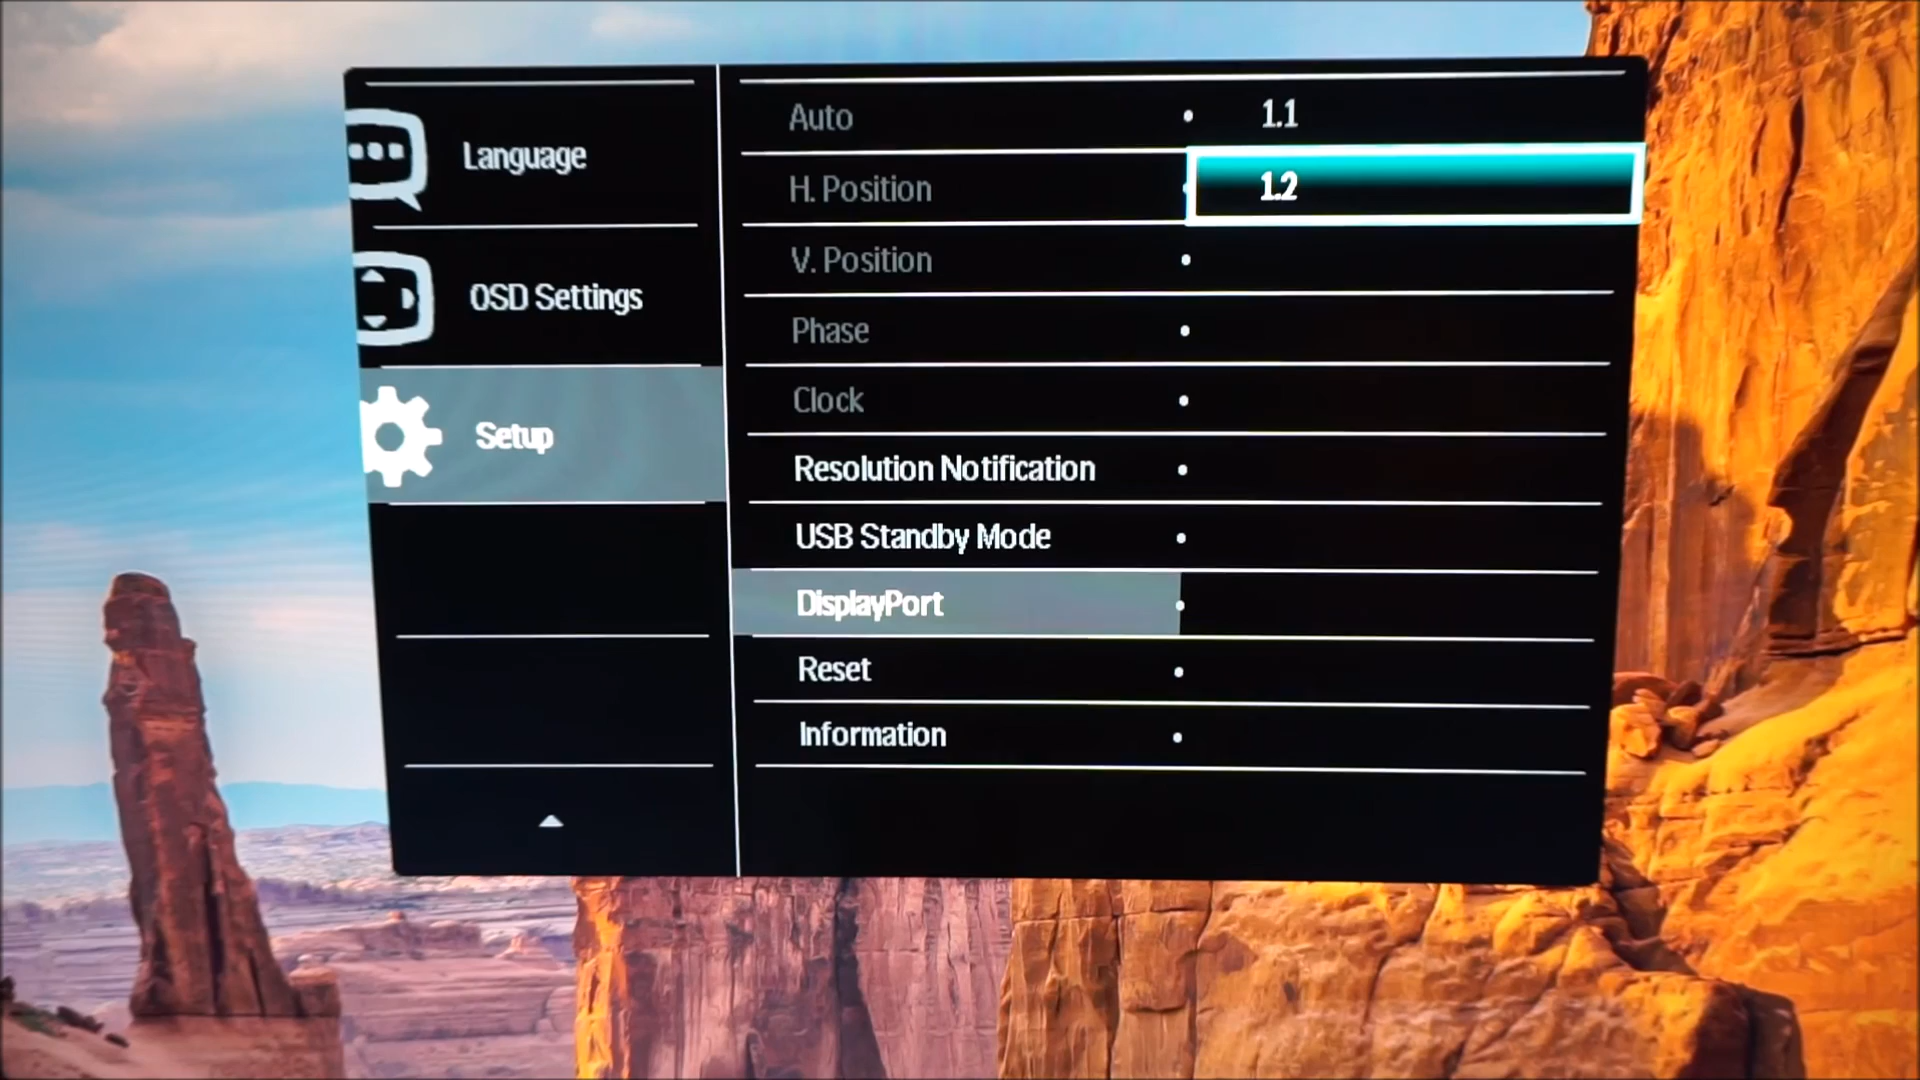 Language
OSD Settings
Setup
Auto
H. Position
V. Position
Phase
Clock
Resolution Notification
USB Standby Mode
DisplayPort
Reset
Information
1.1
1.2